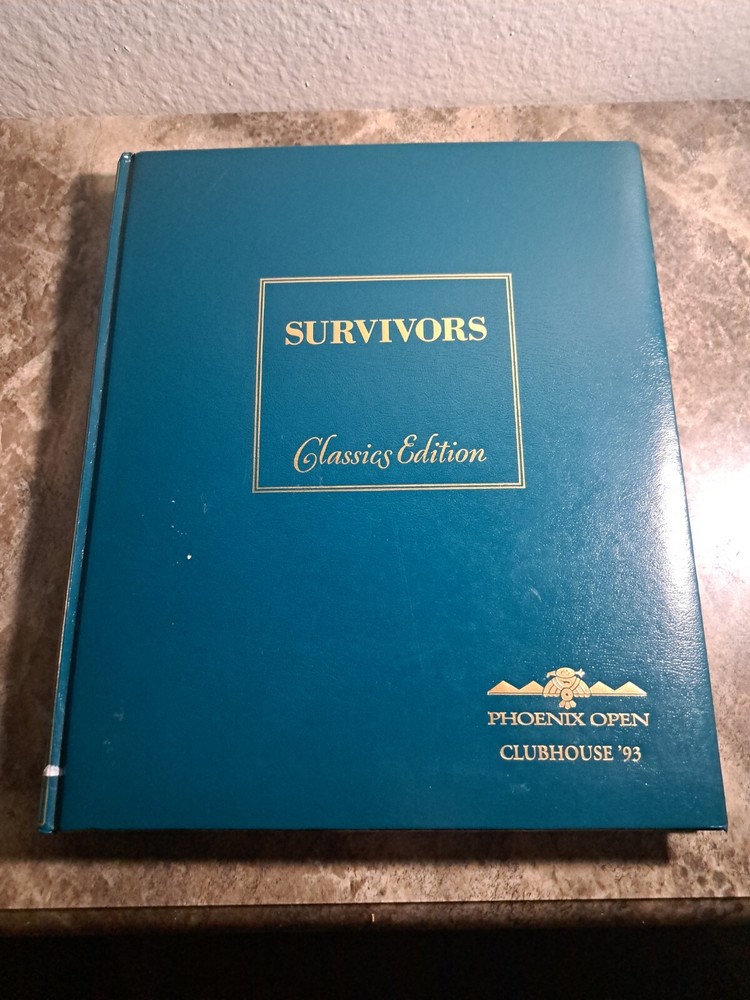 SURVIVORS
Classics Edition
PHOENIX OPEN
CLUBHOUSE '93